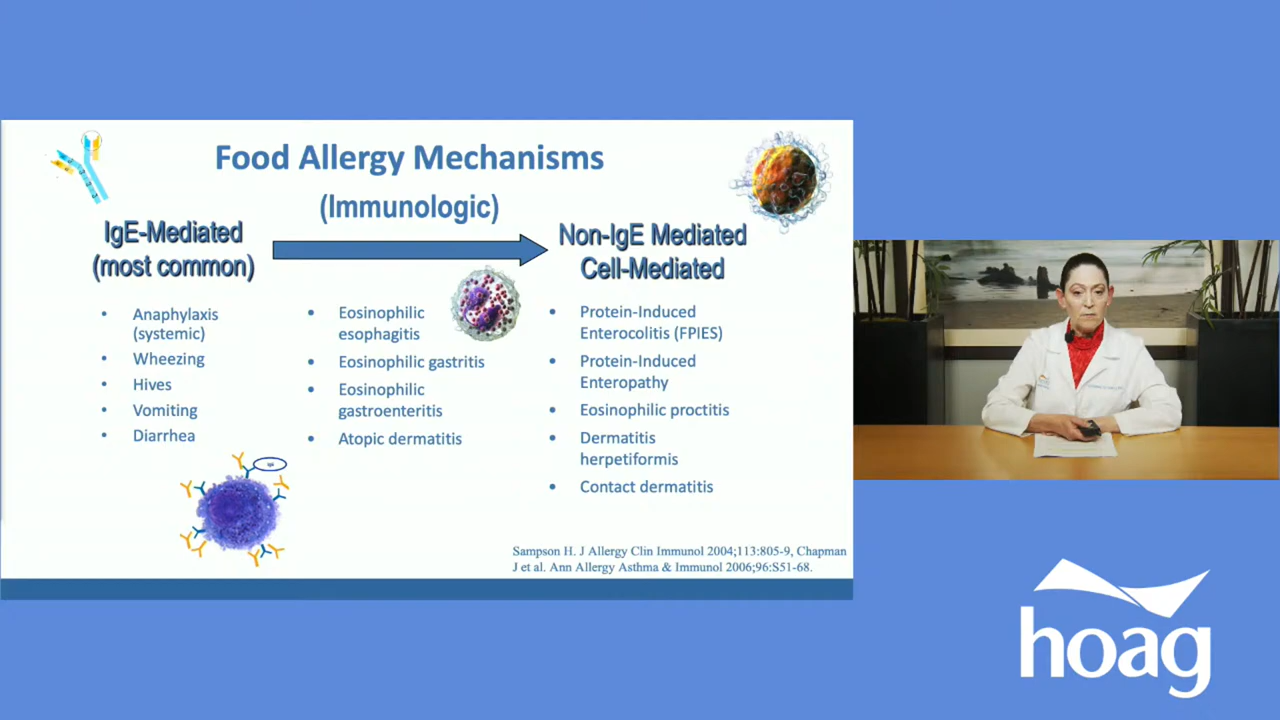 Food Allergy Mechanisms
(Immunologic)
IgE-Mediated
(most common)
• Anaphylaxis
(systemic)
• Wheezing
• Hives
• Vomiting
• Diarrhea
• Eosinophilic
esophagitis
• Eosinophilic gastritis
• Eosinophilic
gastroenteritis
• Atopic dermatitis
Non-IgE Mediated
Cell-Mediated
• Protein-Induced
Enterocolitis (FPIES)
• Protein-Induced
Enteropathy
• Eosinophilic proctitis
• Dermatitis
herpetiformis
• Contact dermatitis
Sampson H. J Allergy Clin Immunol 2004;113:805-9, Chapman
J et al. Ann Allergy Asthma & Immunol 2006;96:S51-68.
hoag